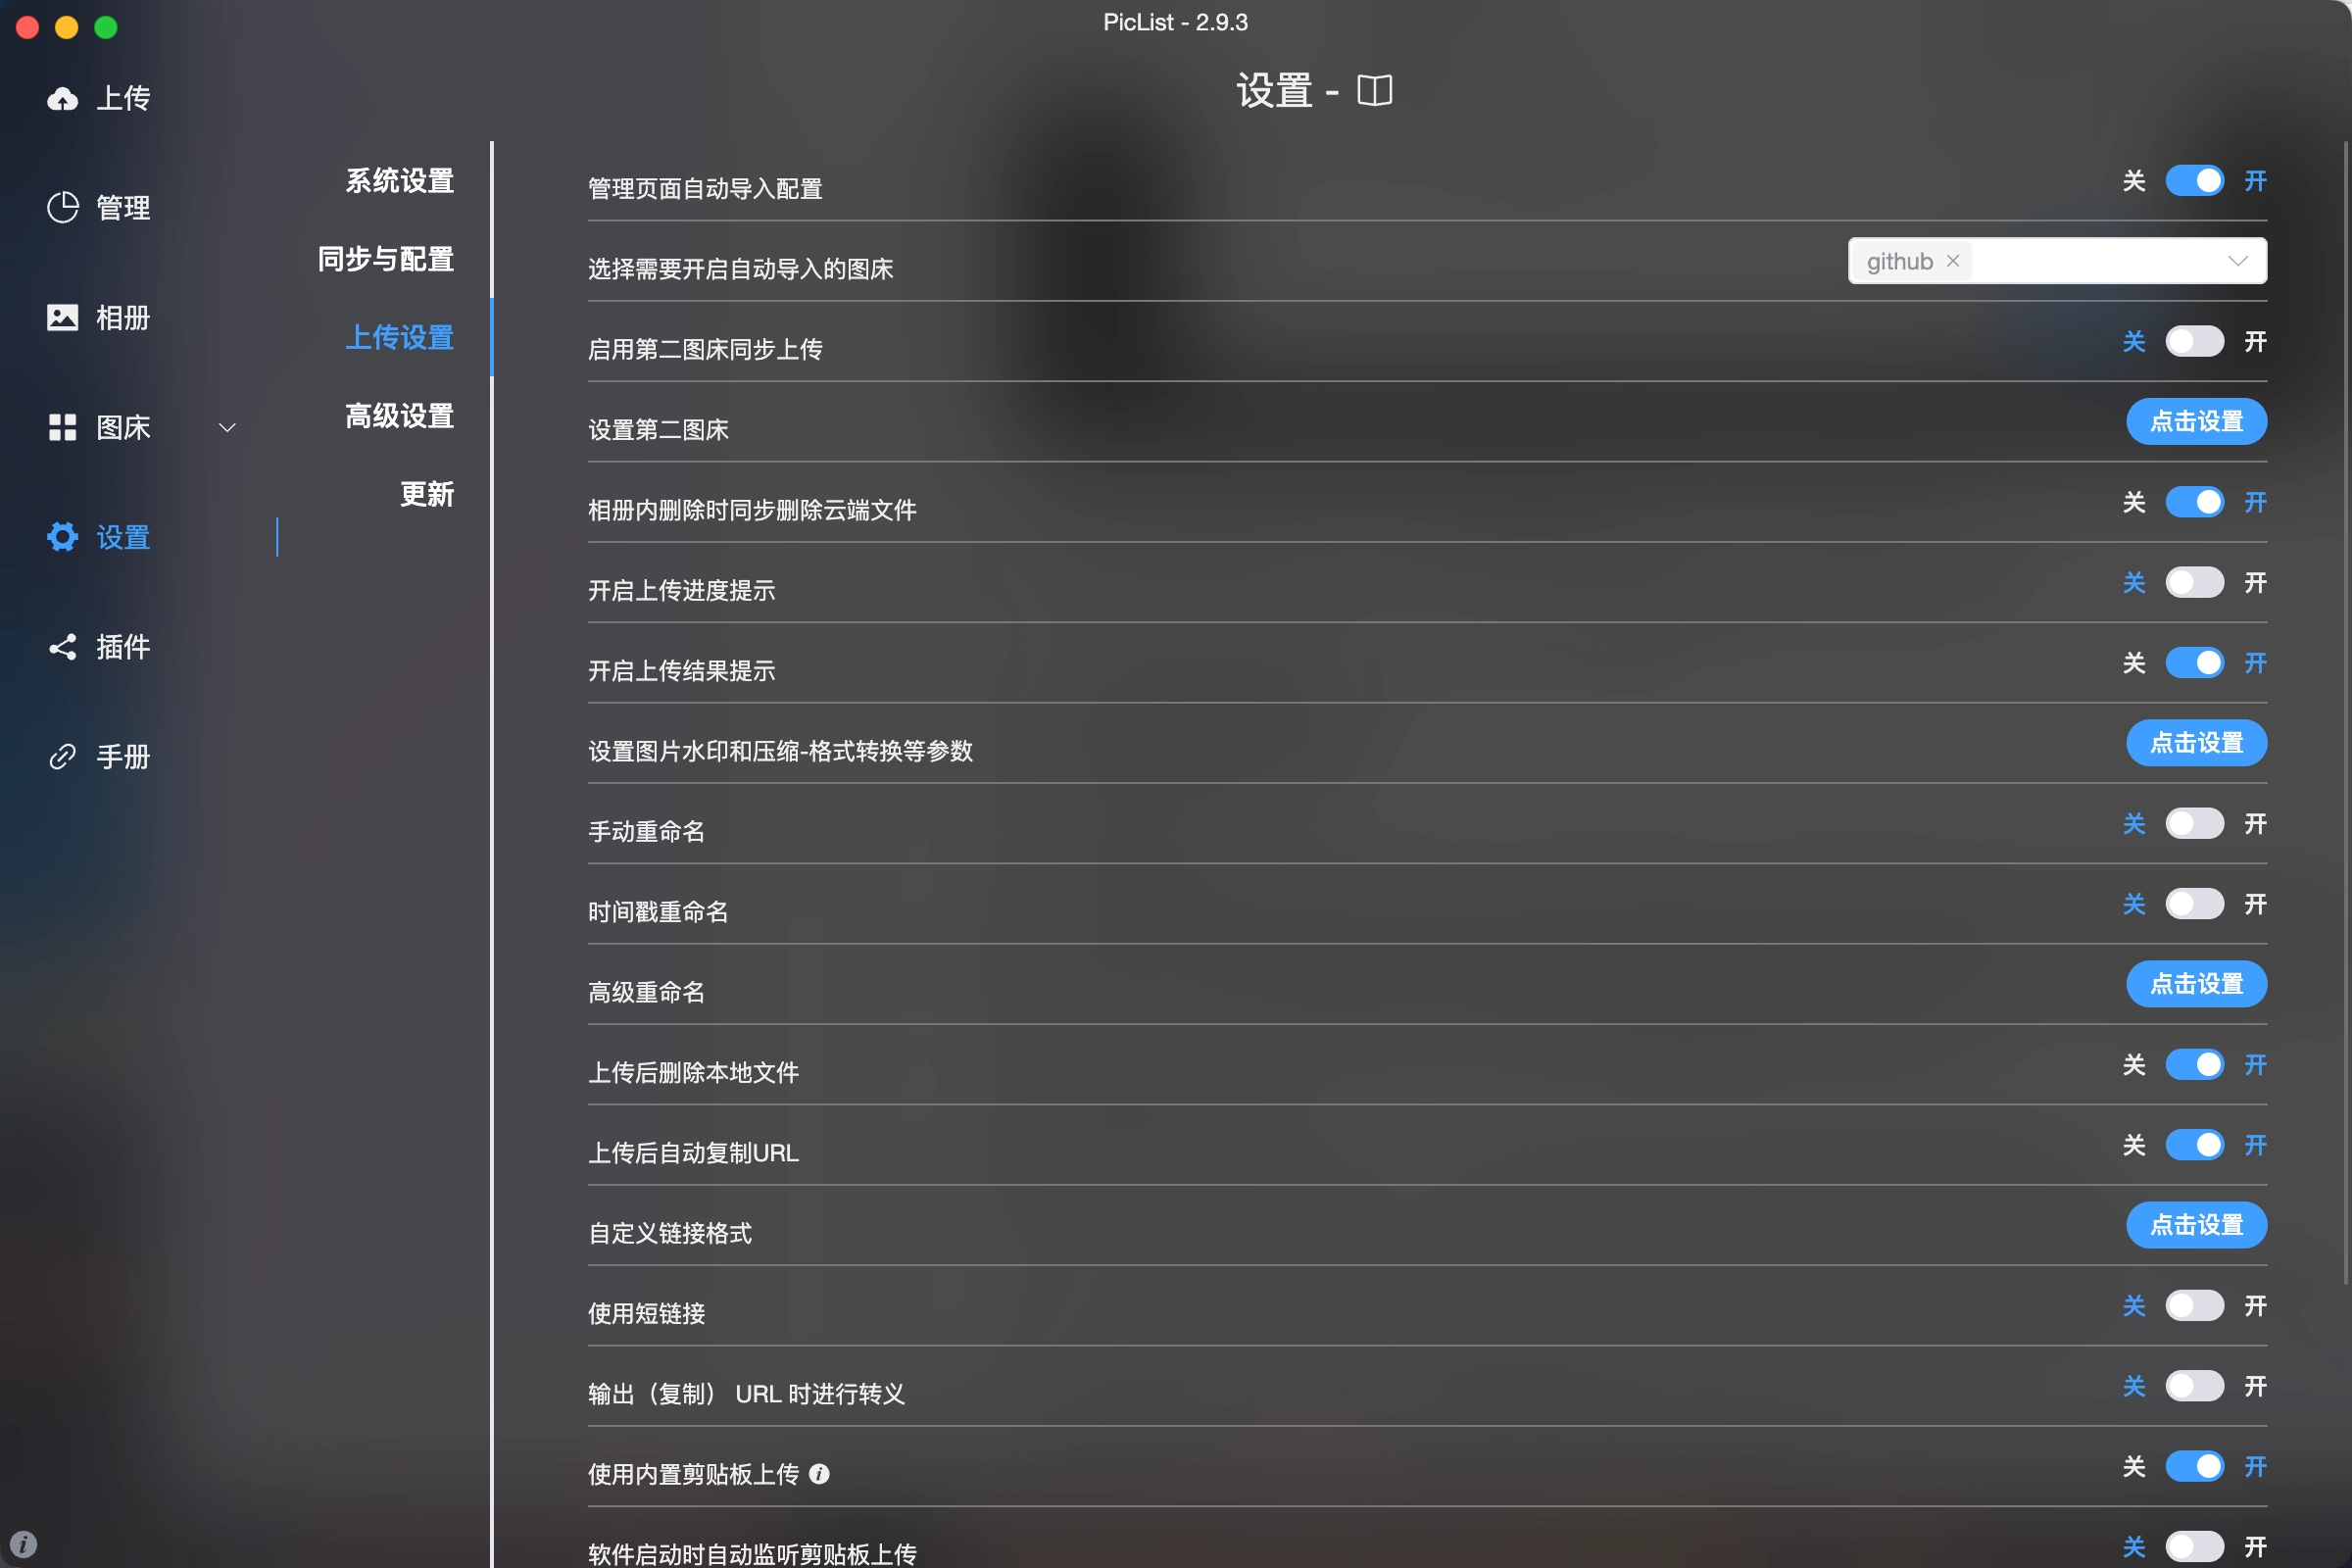 PicList - 2.9.3
设置 -
上传
管理
相册
图床
设置
插件
手册
系统设置
同步与配置
上传设置
高级设置
更新
管理页面自动导入配置 关 开
选择需要开启自动导入的图床 github
启用第二图床同步上传 关 开
设置第二图床 点击设置
相册内删除时同步删除云端文件 关 开
开启上传进度提示 关 开
开启上传结果提示 关 开
设置图片水印和压缩-格式转换等参数 点击设置
手动重命名 关 开
时间戳重命名 关 开
高级重命名 点击设置
上传后删除本地文件 关 开
上传后自动复制URL 关 开
自定义链接格式 点击设置
使用短链接 关 开
输出（复制） URL 时进行转义 关 开
使用内置剪贴板上传 关 开
软件启动时自动监听剪贴板上传 关 开